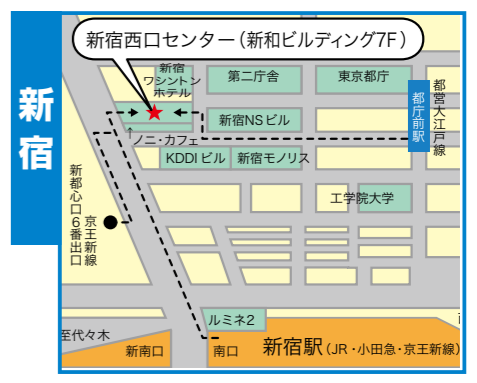 新宿
新宿西口センター（新和ビルディング7F）
新宿
ワシントン
ホテル
第二庁舎
東京都庁
都庁前駅
都営大江戸線
新宿NSビル
↑
ノニ・カフェ
KDDIビル
新宿モノリス
工学院大学
新都心口6番出口
京王新線
ルミネ2
至代々木
新南口
南口
新宿駅（JR・小田急・京王新線）